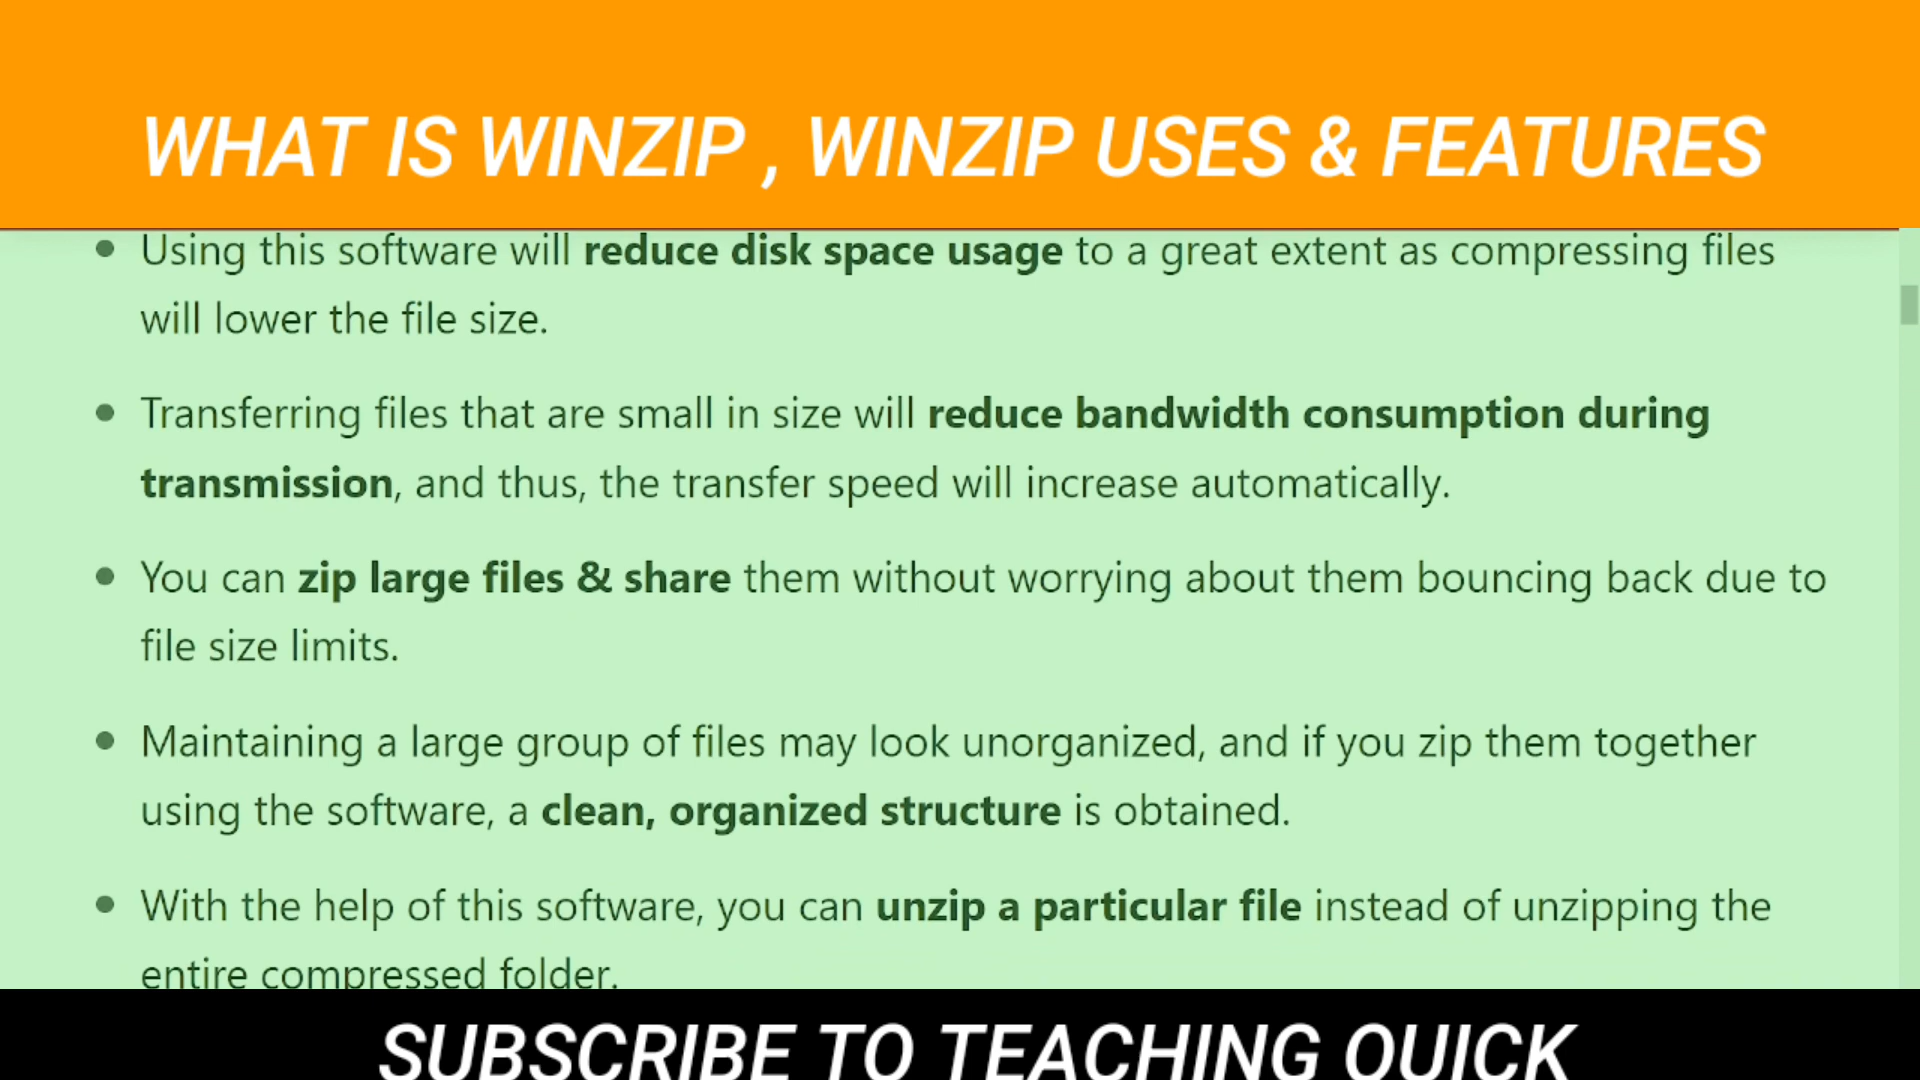 WHAT IS WINZIP , WINZIP USES & FEATURES
• Using this software will reduce disk space usage to a great extent as compressing files
will lower the file size.
• Transferring files that are small in size will reduce bandwidth consumption during
transmission, and thus, the transfer speed will increase automatically.
• You can zip large files & share them without worrying about them bouncing back due to
file size limits.
• Maintaining a large group of files may look unorganized, and if you zip them together
using the software, a clean, organized structure is obtained.
• With the help of this software, you can unzip a particular file instead of unzipping the
entire compressed folder.
SUBSCRIBE TO TEACHING QUICK